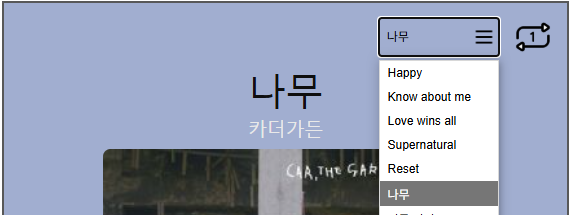 나무
1
나무
카더가든
CAR, THE GAR
Happy
Know about me
Love wins all
Supernatural
Reset
나무